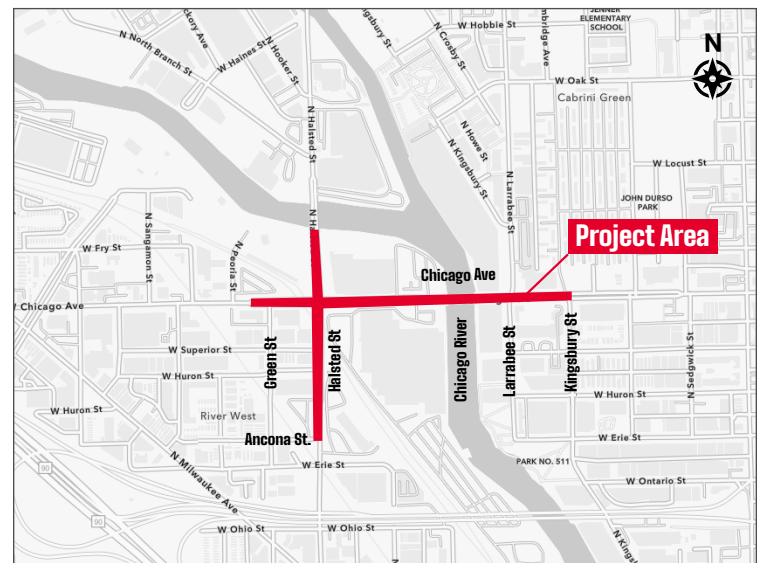 JENNER
ELEMENTARY
SCHOOL
W Hobbie St
N
N North Branch St
W Haines St
N Hooker St
N Crosby St
W Oak St
Cabrini Green
N Halsted St
N Howe St
N Kingsbury St
N Larrabee St
W Locust St
JOHN DURSO
PARK
N Sangamon St
W Fry St
N Peoria St
Project Area
Chicago Ave
Chicago Ave
Green St
Halsted St
Chicago River
Larrabee St
Kingsbury St
W Superior St
W Huron St
N Sedgwick St
W Huron St
W Huron St
River West
Ancona St.
W Erie St
W Erie St
PARK NO. 511
N Milwaukee Ave
W Ontario St
90
90
W Ohio St
W Ohio St